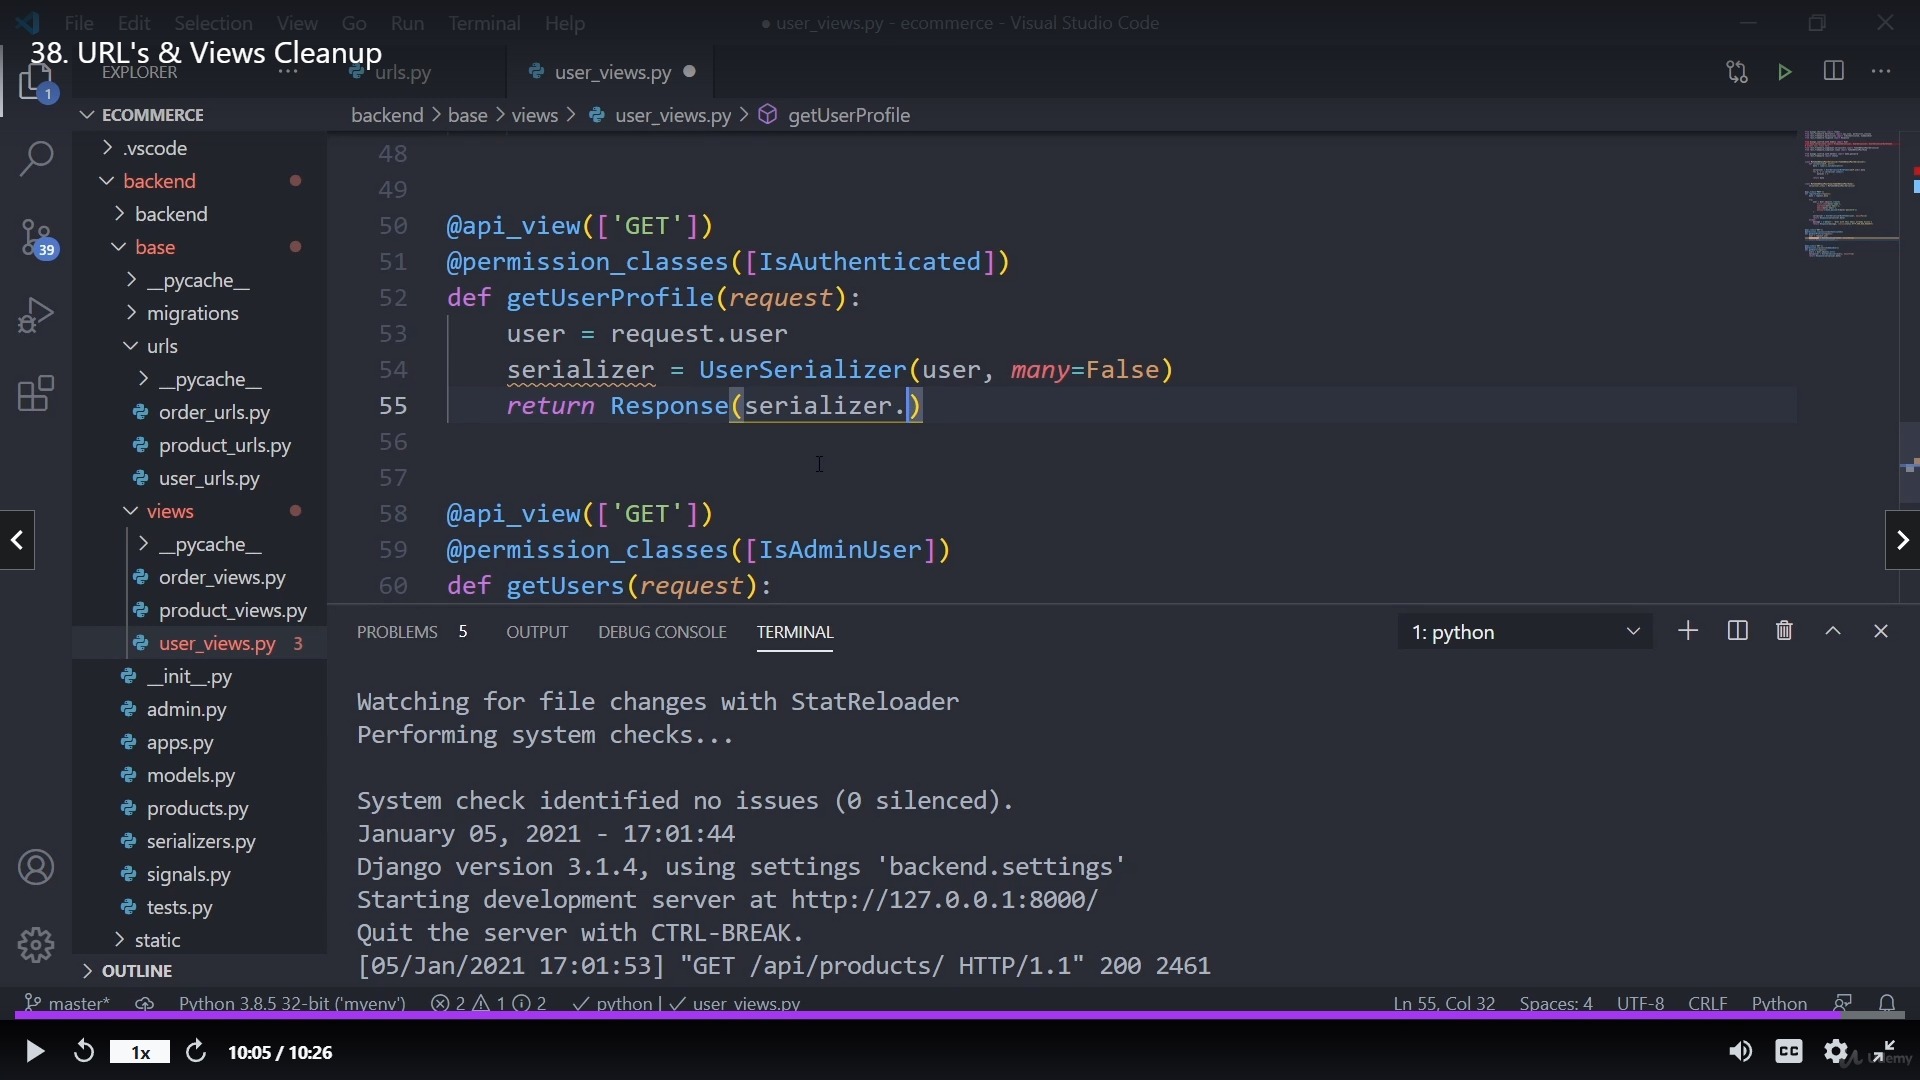 File Edit Selection View Go Run Terminal Help
● user_views.py - ecommerce - Visual Studio Code
38. URL's & Views Cleanup
EXPLORER ···
urls.py
user_views.py ●
1
ECOMMERCE
backend > base > views > user_views.py > getUserProfile
.vscode
backend
backend
39
base
__pycache__
migrations
urls
__pycache__
order_urls.py
product_urls.py
user_urls.py
views
__pycache__
order_views.py
product_views.py
user_views.py 3
__init__.py
admin.py
apps.py
models.py
products.py
serializers.py
signals.py
tests.py
static
OUTLINE
48
49
50 @api_view(['GET'])
51 @permission_classes([IsAuthenticated])
52 def getUserProfile(request):
53 user = request.user
54 serializer = UserSerializer(user, many=False)
55 return Response(serializer.)
56
57
58 @api_view(['GET'])
59 @permission_classes([IsAdminUser])
60 def getUsers(request):
PROBLEMS 5 OUTPUT DEBUG CONSOLE TERMINAL 1: python
Watching for file changes with StatReloader
Performing system checks...
System check identified no issues (0 silenced).
January 05, 2021 - 17:01:44
Django version 3.1.4, using settings 'backend.settings'
Starting development server at http://127.0.0.1:8000/
Quit the server with CTRL-BREAK.
[05/Jan/2021 17:01:53] "GET /api/products/ HTTP/1.1" 200 2461
master* Python 3.8.5 32-bit ('myenv') 2 1 2 python | user_views.py Ln 55, Col 32 Spaces: 4 UTF-8 CRLF Python
1x 10:05 / 10:26 CC Udemy